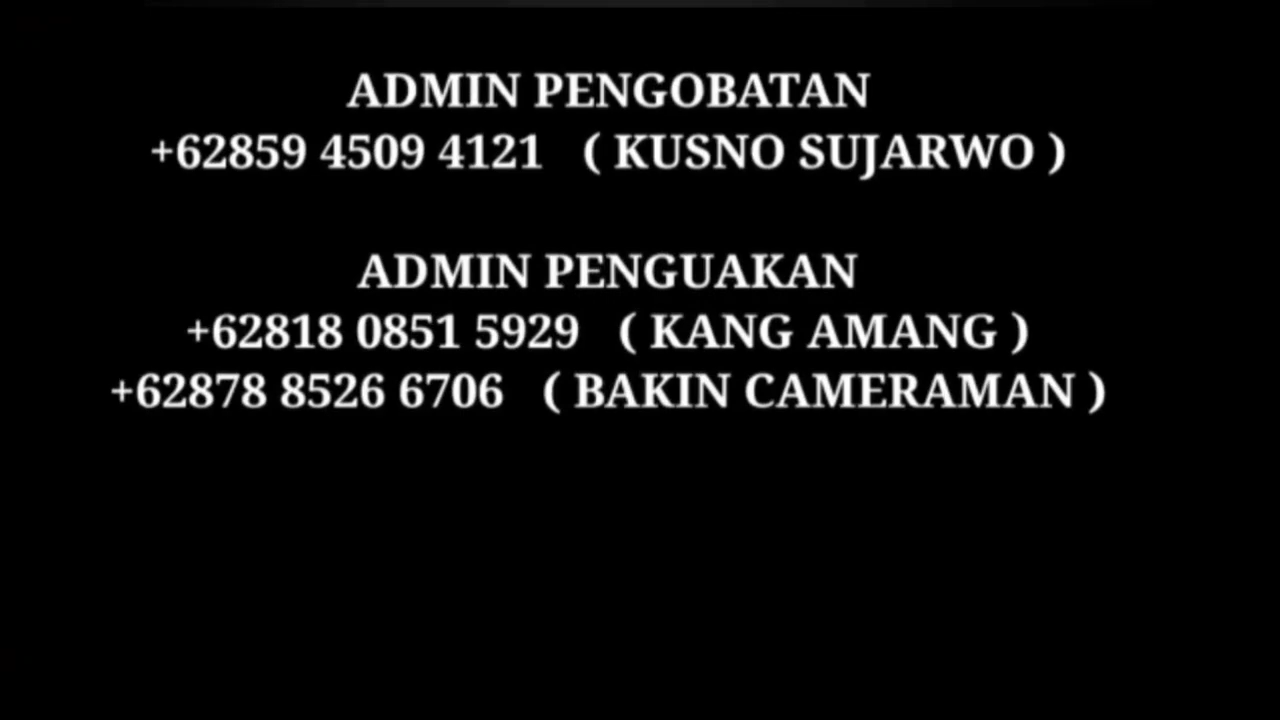 ADMIN PENGOBATAN
+62859 4509 4121 ( KUSNO SUJARWO )
ADMIN PENGUAKAN
+62818 0851 5929 ( KANG AMANG )
+62878 8526 6706 ( BAKIN CAMERAMAN )